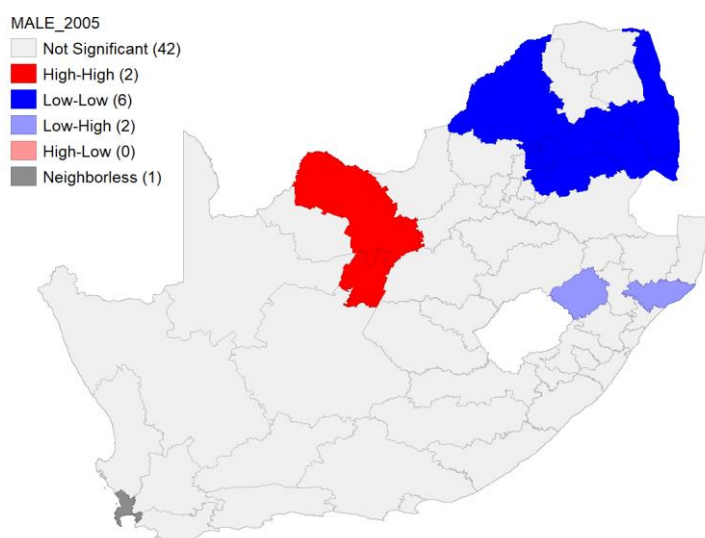 MALE_2005
Not Significant (42)
High-High (2)
Low-Low (6)
Low-High (2)
High-Low (0)
Neighborless (1)